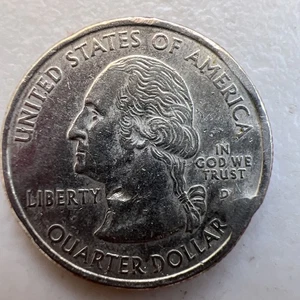 UNITED STATES OF AMERICA
LIBERTY
IN
GOD WE
TRUST
D
QUARTER DOLLAR